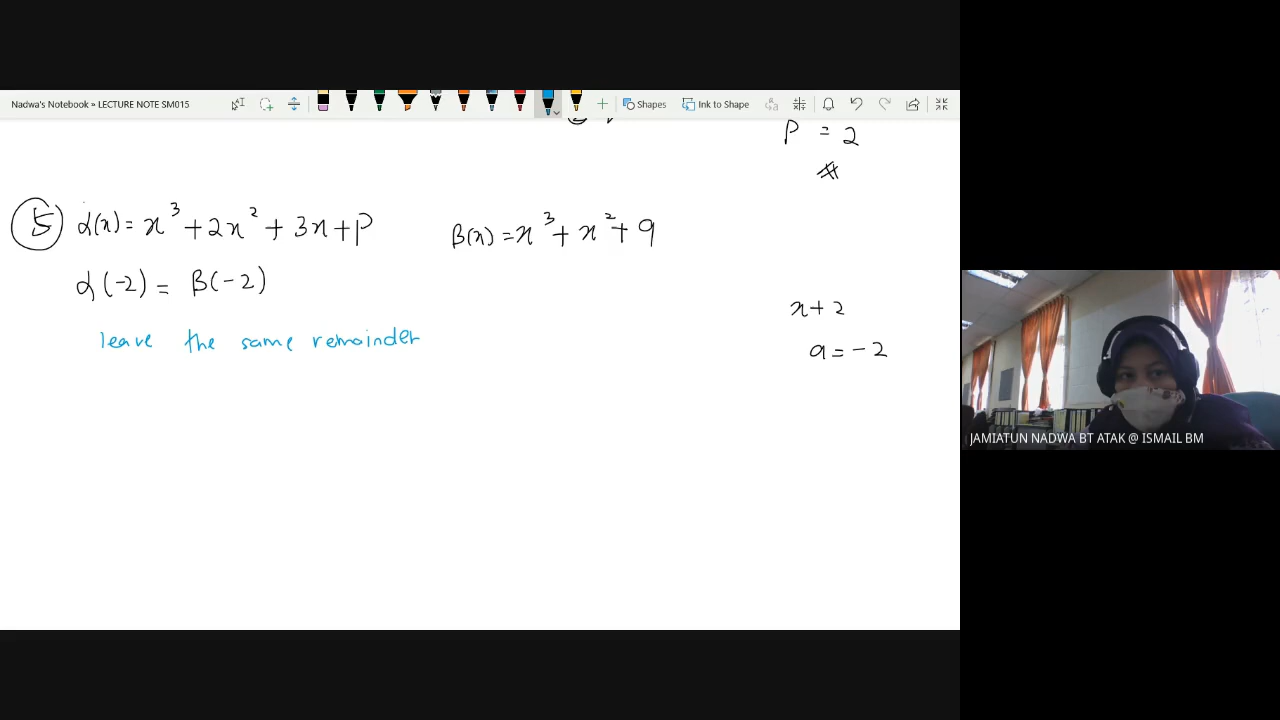 Nadwa's Notebook » LECTURE NOTE SM015
Shapes
Ink to Shape
P = 2
#
5 α(x) = x³ + 2x² + 3x + p
β(x) = x³ + x² + 9
α(-2) = β(-2)
x + 2
leave the same remainder
a = -2
JAMIATUN NADWA BT ATAK @ ISMAIL BM